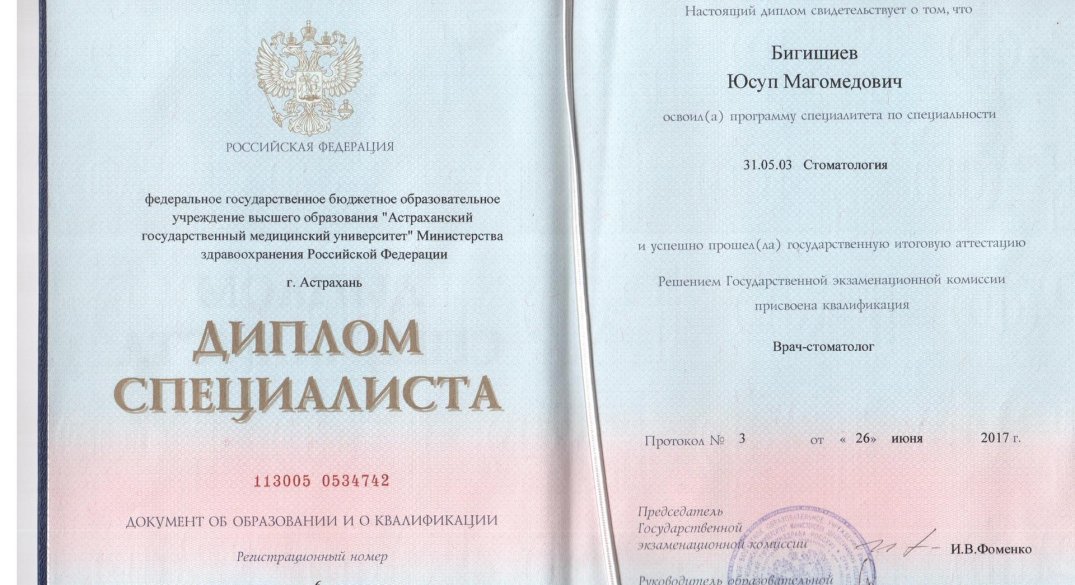 РОССИЙСКАЯ ФЕДЕРАЦИЯ
федеральное государственное бюджетное образовательное
учреждение высшего образования "Астраханский
государственный медицинский университет" Министерства
здравоохранения Российской Федерации
г. Астрахань
ДИПЛОМ
СПЕЦИАЛИСТА
113005 0534742
ДОКУМЕНТ ОБ ОБРАЗОВАНИИ И О КВАЛИФИКАЦИИ
Регистрационный номер
Настоящий диплом свидетельствует о том, что
Бигишиев
Юсуп Магомедович
освоил(а) программу специалитета по специальности
31.05.03 Стоматология
и успешно прошел(ла) государственную итоговую аттестацию
Решением Государственной экзаменационной комиссии
присвоена квалификация
Врач-стоматолог
Протокол № 3 от « 26» июня 2017 г.
Председатель
Государственной
экзаменационной комиссии И.В.Фоменко
Руководитель образовательной